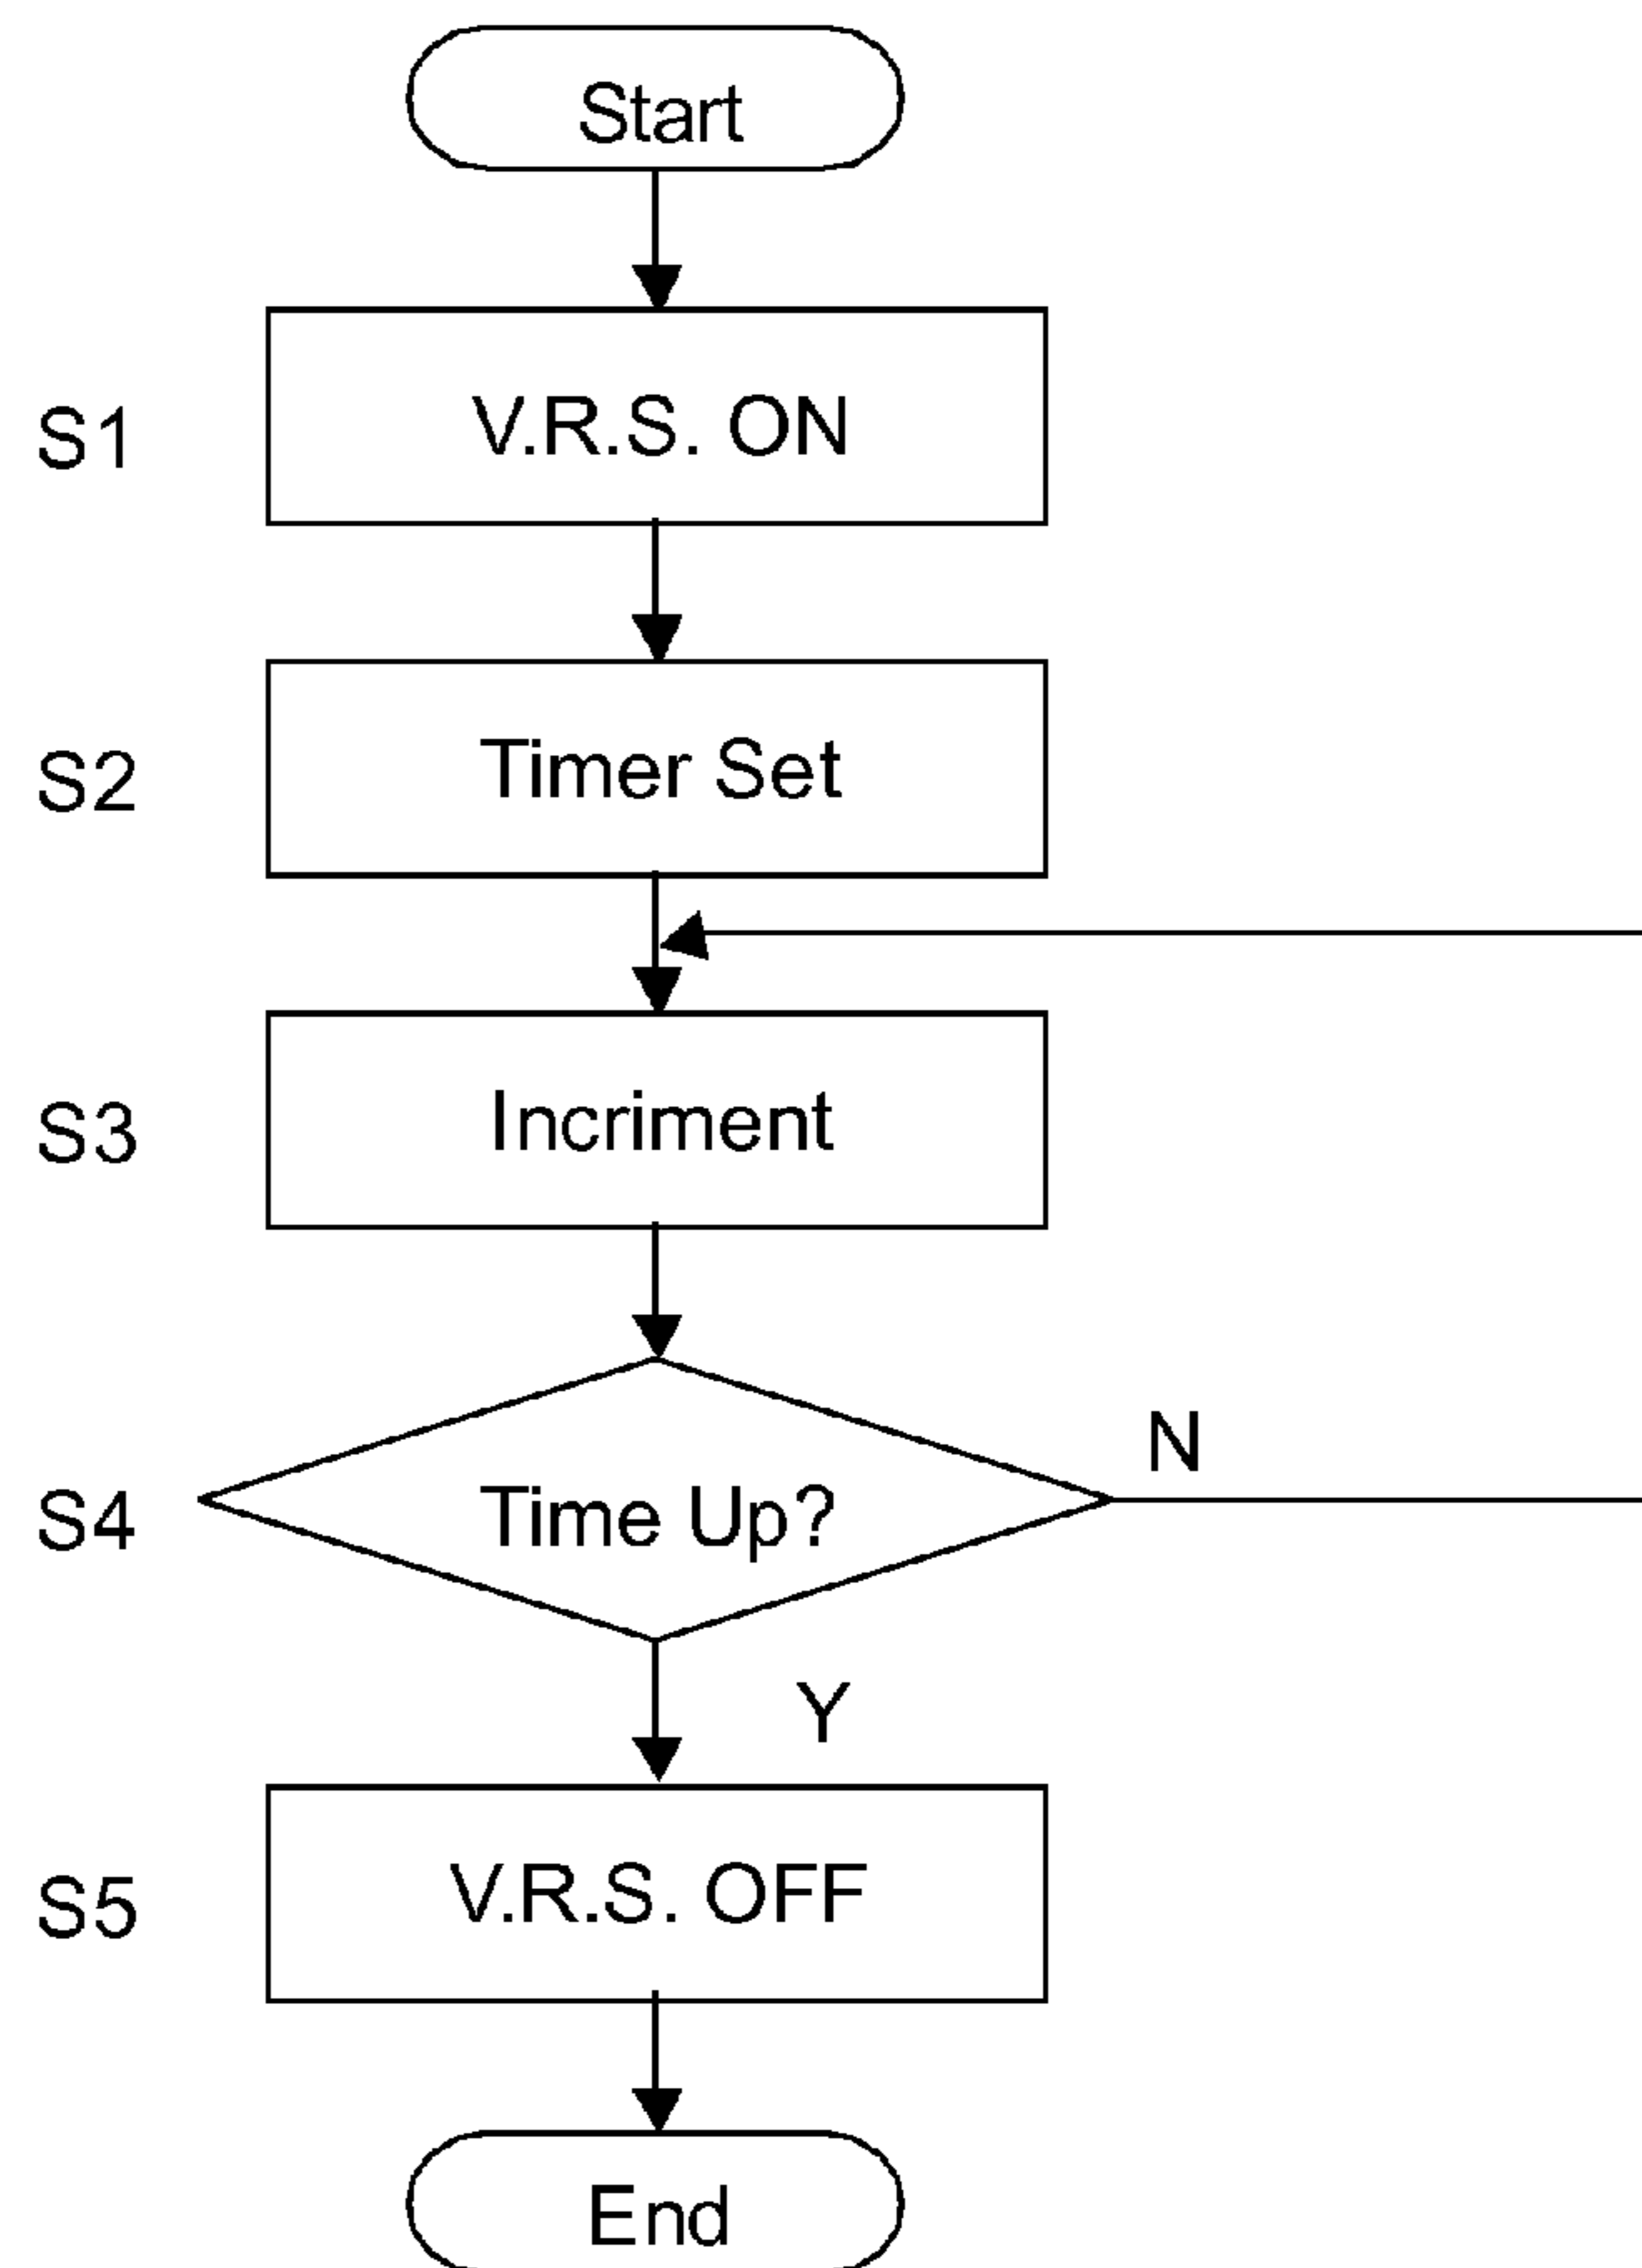 Start
S1
V.R.S. ON
S2
Timer Set
S3
Incriment
S4
Time Up?
N
Y
S5
V.R.S. OFF
End